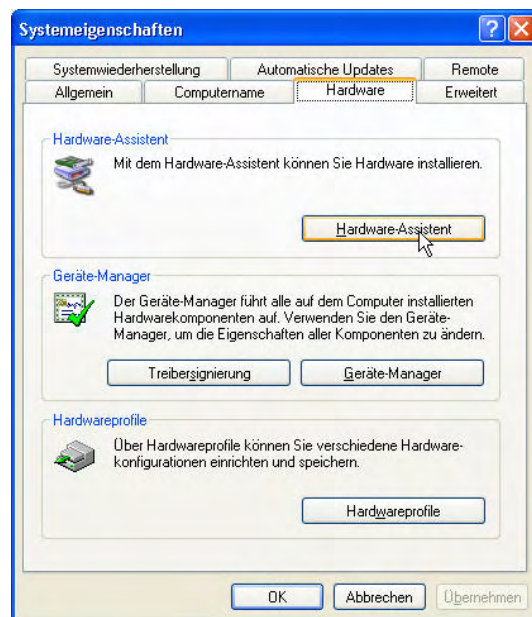 Systemeigenschaften
Systemwiederherstellung Automatische Updates Remote
Allgemein Computername Hardware Erweitert
Hardware-Assistent
Mit dem Hardware-Assistent können Sie Hardware installieren.
Hardware-Assistent
Geräte-Manager
Der Geräte-Manager führt alle auf dem Computer installierten
Hardwarekomponenten auf. Verwenden Sie den Geräte-
Manager, um die Eigenschaften aller Komponenten zu ändern.
Treibersignierung Geräte-Manager
Hardwareprofile
Über Hardwareprofile können Sie verschiedene Hardware-
konfigurationen einrichten und speichern.
Hardwareprofile
OK Abbrechen Übernehmen